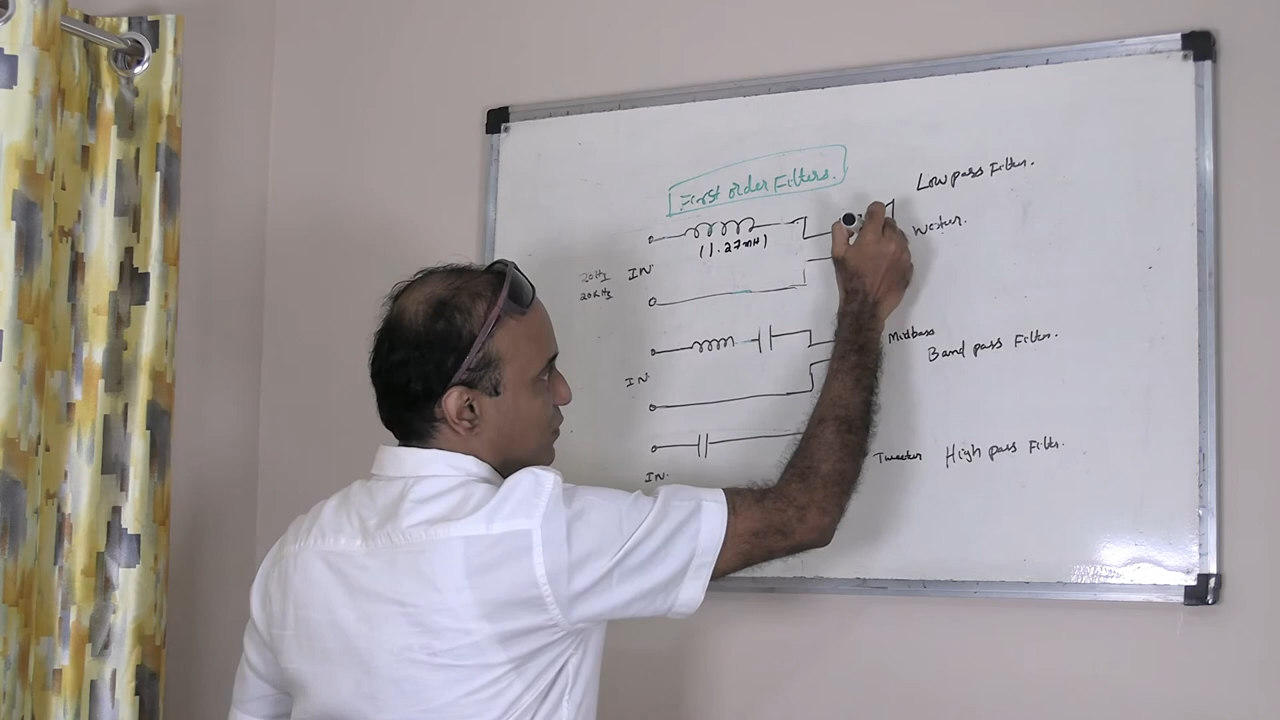 First order Filters.
Low pass Filter.
(1.27mH)
Woofer.
20Hz
IN.
20kHz
Midbass
Band pass Filter.
IN.
Tweeter High pass Filter.
IN.